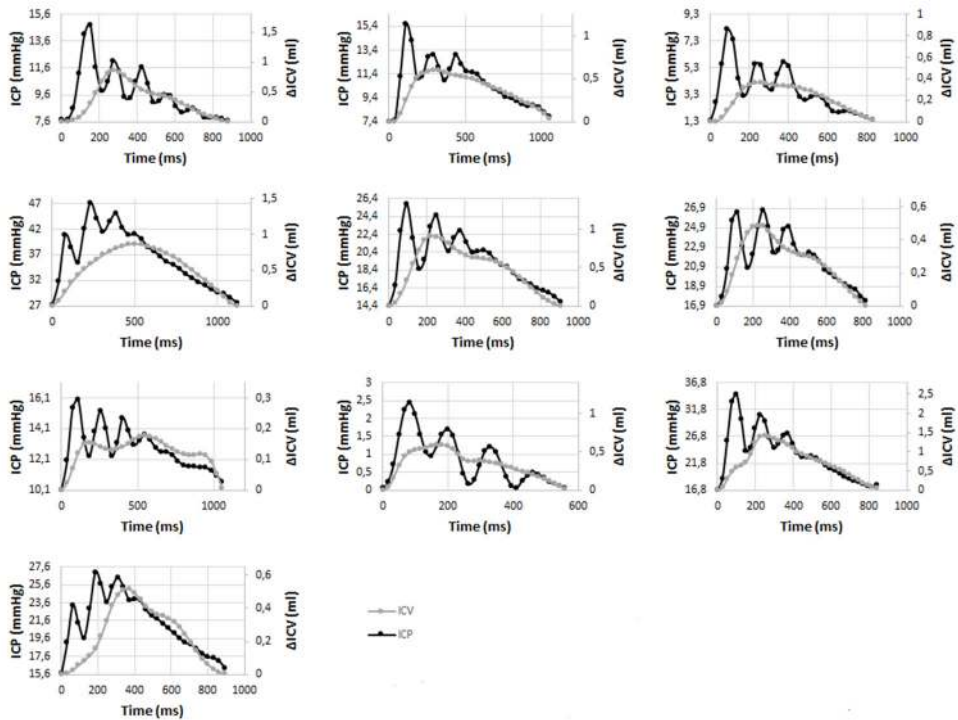 15,6 13,6 11,6 9,6 7,6
ICP (mmHg)
1,5 1 0,5 0
ΔICV (ml)
0 200 400 600 800 1000
Time (ms)
15,4 13,4 11,4 9,4 7,4
ICP (mmHg)
1 0,5 0
ΔICV (ml)
0 500 1000
Time (ms)
9,3 7,3 5,3 3,3 1,3
ICP (mmHg)
1 0,8 0,6 0,4 0,2 0
ΔICV (ml)
0 200 400 600 800 1000
Time (ms)
47 42 37 32 27
ICP (mmHg)
1,5 1 0,5 0
ΔICV (ml)
0 500 1000
Time (ms)
26,4 24,4 22,4 20,4 18,4 16,4 14,4
ICP (mmHg)
1 0,5 0
ΔICV (ml)
0 200 400 600 800 1000
Time (ms)
26,9 24,9 22,9 20,9 18,9 16,9
ICP (mmHg)
0,6 0,4 0,2 0
ΔICV (ml)
0 200 400 600 800 1000
Time (ms)
16,1 14,1 12,1 10,1
ICP (mmHg)
0,3 0,2 0,1 0
ΔICV (ml)
0 500 1000
Time (ms)
3 2,5 2 1,5 1 0,5 0
ICP (mmHg)
1 0,5 0
ΔICV (ml)
0 200 400 600
Time (ms)
36,8 31,8 26,8 21,8 16,8
ICP (mmHg)
2,5 2 1,5 1 0,5 0
ΔICV (ml)
0 200 400 600 800 1000
Time (ms)
27,6 25,6 23,6 21,6 19,6 17,6 15,6
ICP (mmHg)
0,6 0,4 0,2 0
ΔICV (ml)
0 200 400 600 800 1000
Time (ms)
ICV
ICP